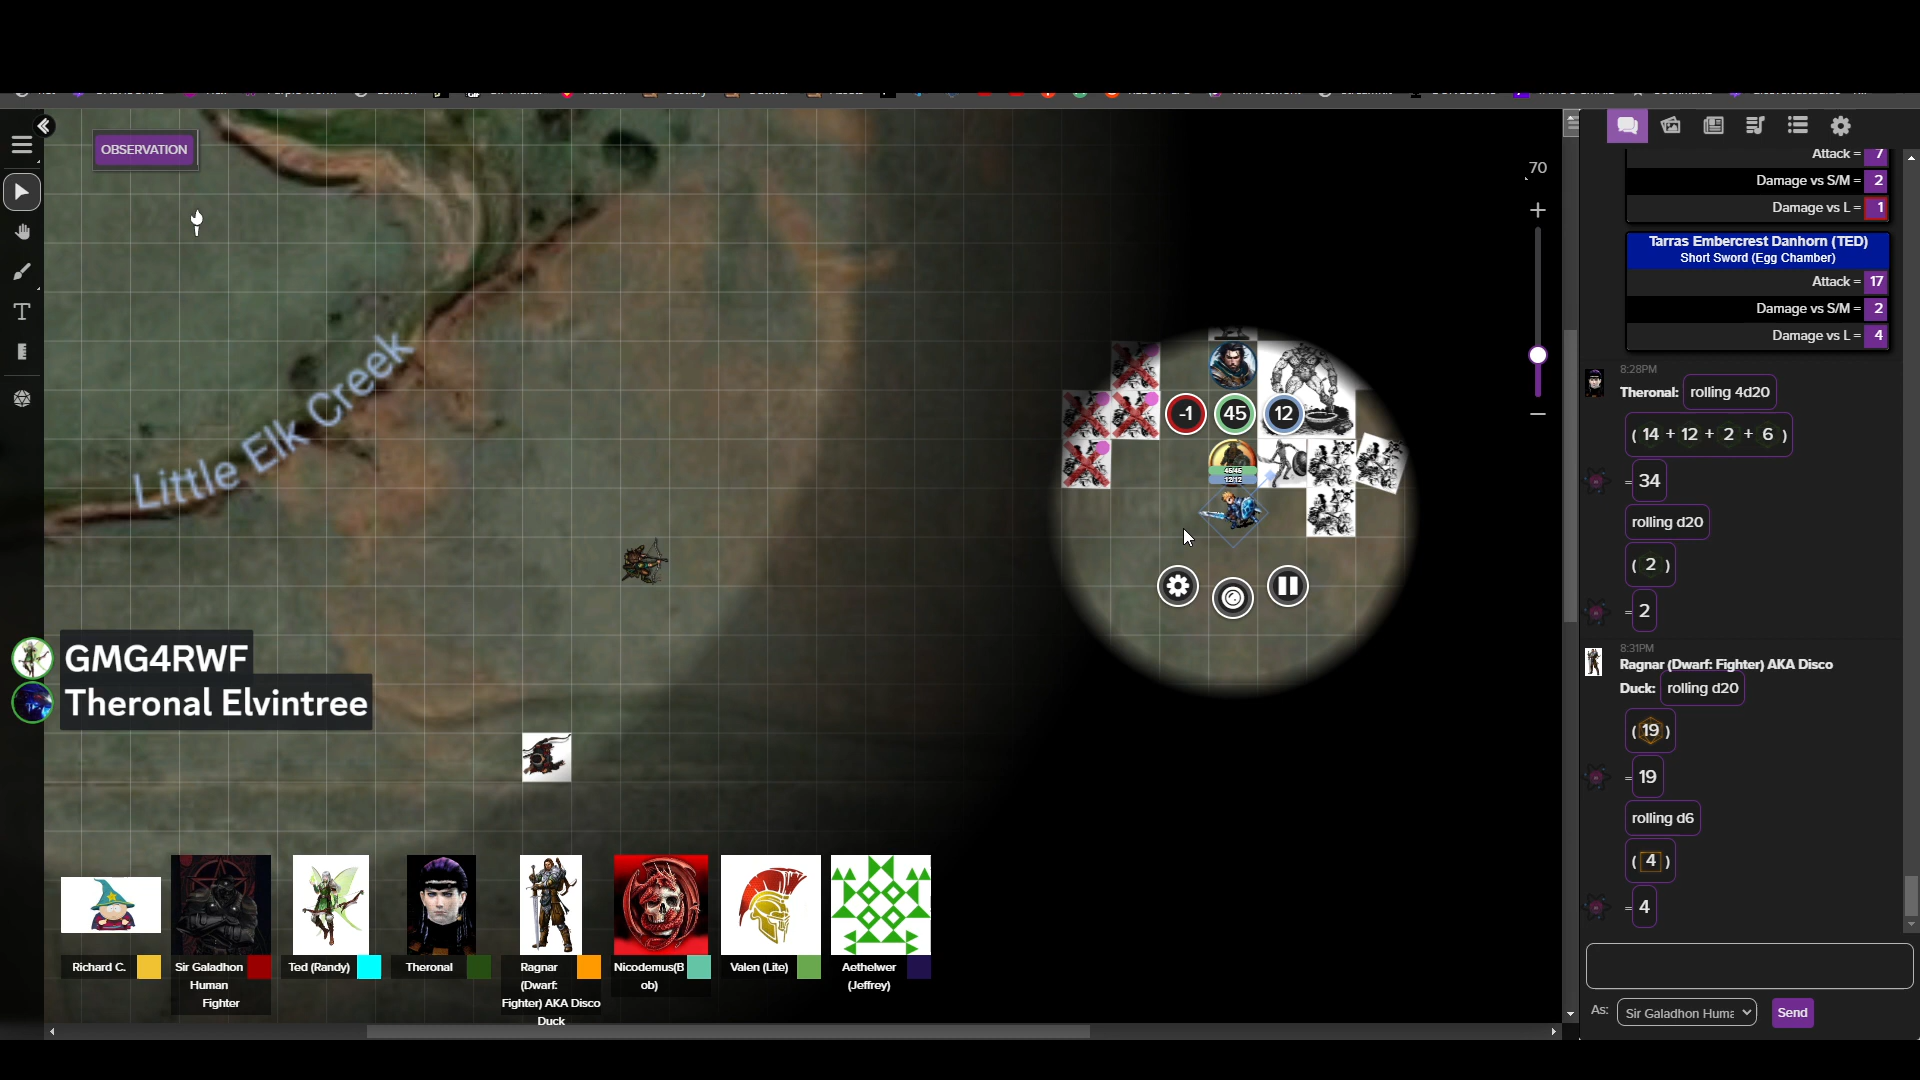 OBSERVATION
70
Little Elk Creek
-1
45
12
45/45
12/12
GMG4RWF
Theronal Elvintree
Richard C.
Sir Galadhon
Human
Fighter
Ted (Randy)
Theronal
Ragnar
(Dwarf:
Fighter) AKA Disco
Duck
Nicodemus(B
ob)
Valen (Lite)
Aethelwer
(Jeffrey)
Attack = 7
Damage vs S/M = 2
Damage vs L = 1
Tarras Embercrest Danhorn (TED)
Short Sword (Egg Chamber)
Attack = 17
Damage vs S/M = 2
Damage vs L = 4
8:28PM
Theronal: rolling 4d20
( 14 + 12 + 2 + 6 )
= 34
rolling d20
( 2 )
= 2
8:31PM
Ragnar (Dwarf: Fighter) AKA Disco
Duck: rolling d20
( 19 )
= 19
rolling d6
( 4 )
= 4
As: Sir Galadhon Huma Send